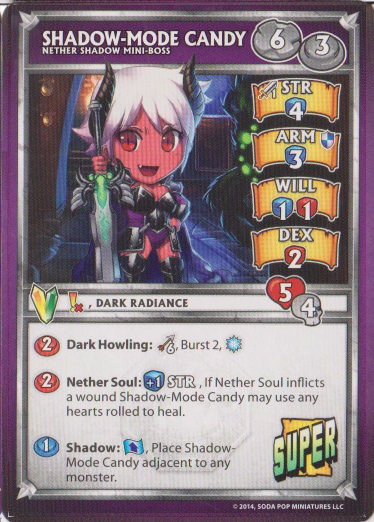 SHADOW-MODE CANDY 6 3
NETHER SHADOW MINI-BOSS
STR
4
ARM
3
WILL
1 1
DEX
2
5
4
, DARK RADIANCE
2 Dark Howling: 6, Burst 2,
2 Nether Soul: +1 STR, If Nether Soul inflicts
a wound Shadow-Mode Candy may use any
hearts rolled to heal.
1 Shadow: , Place Shadow-
Mode Candy adjacent to any
monster.
SUPER
© 2014, SODA POP MINIATURES LLC